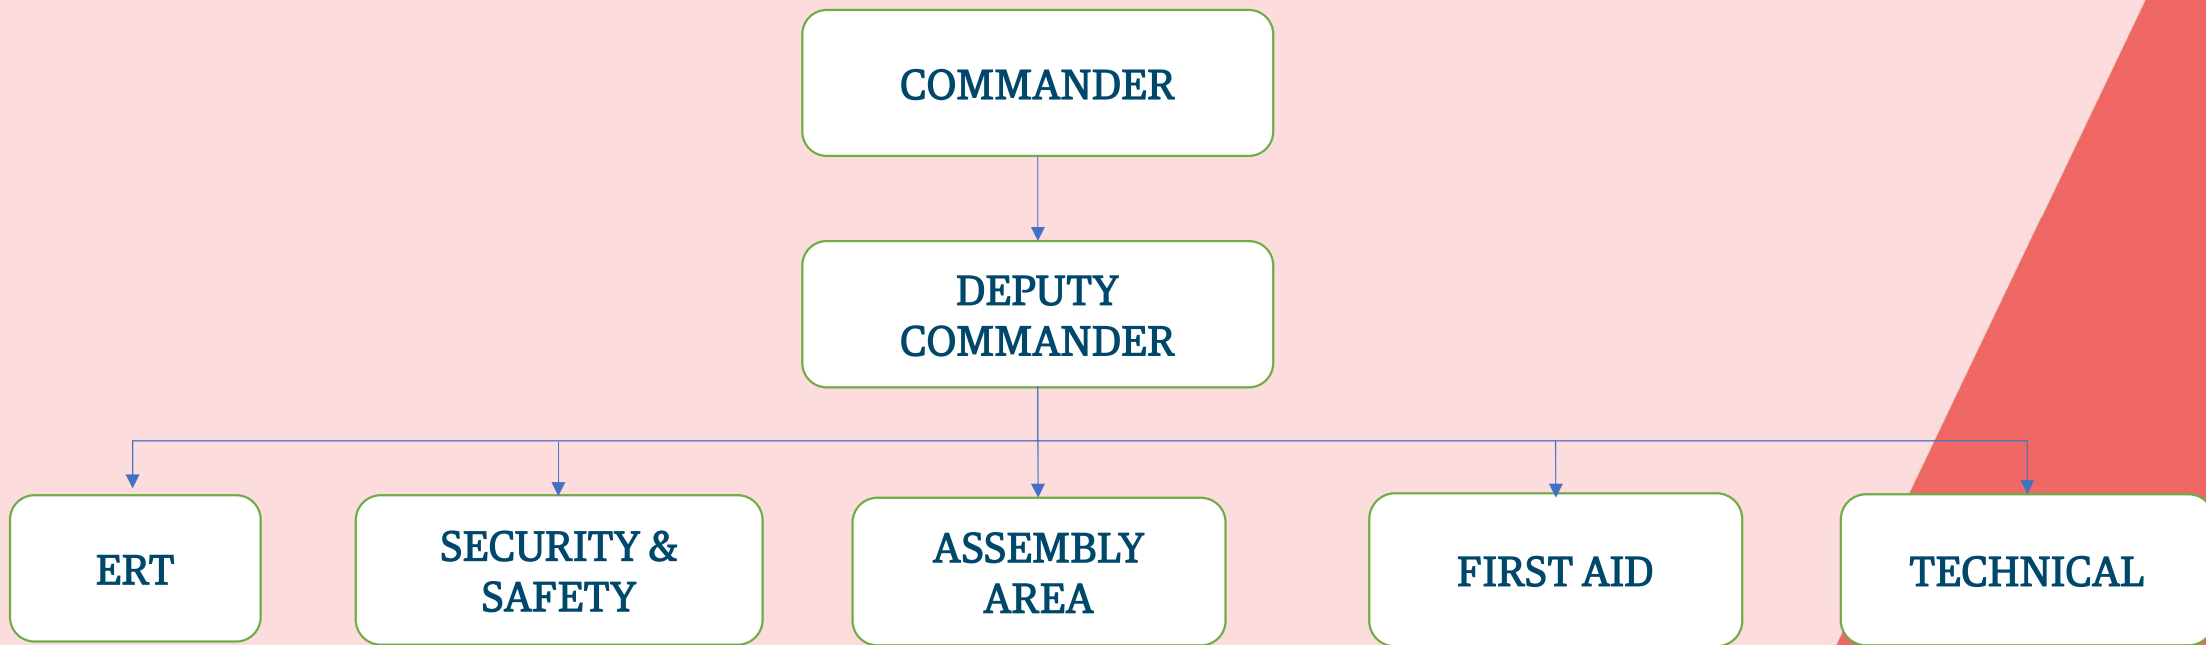 COMMANDER
DEPUTY
COMMANDER
ERT
SECURITY &
SAFETY
ASSEMBLY
AREA
FIRST AID
TECHNICAL